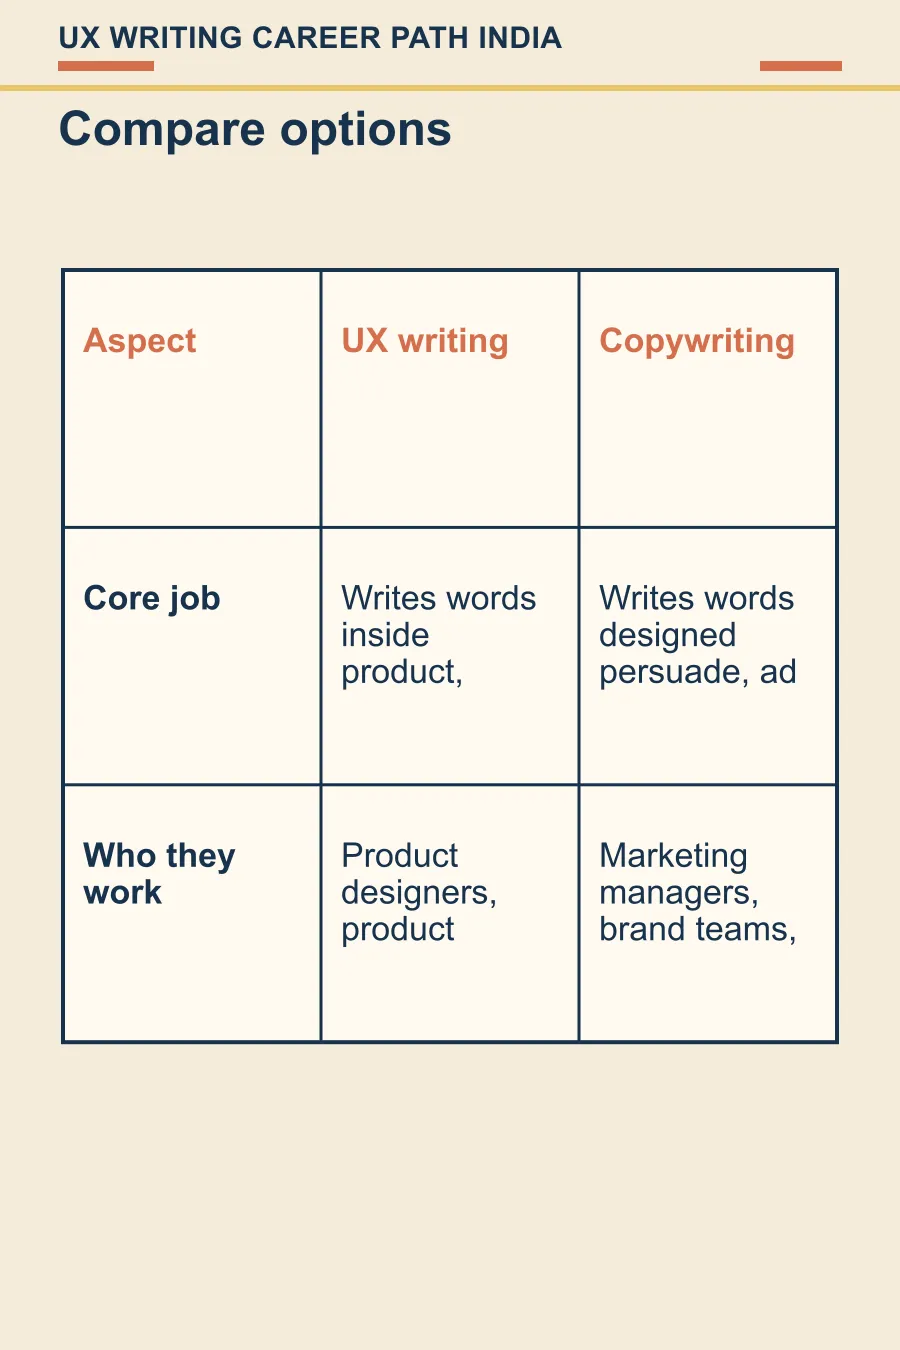 UX WRITING CAREER PATH INDIA
Compare options
Aspect
UX writing
Copywriting
Core job
Writes words
inside
product,
Writes words
designed
persuade, ad
Who they
work
Product
designers,
product
Marketing
managers,
brand teams,